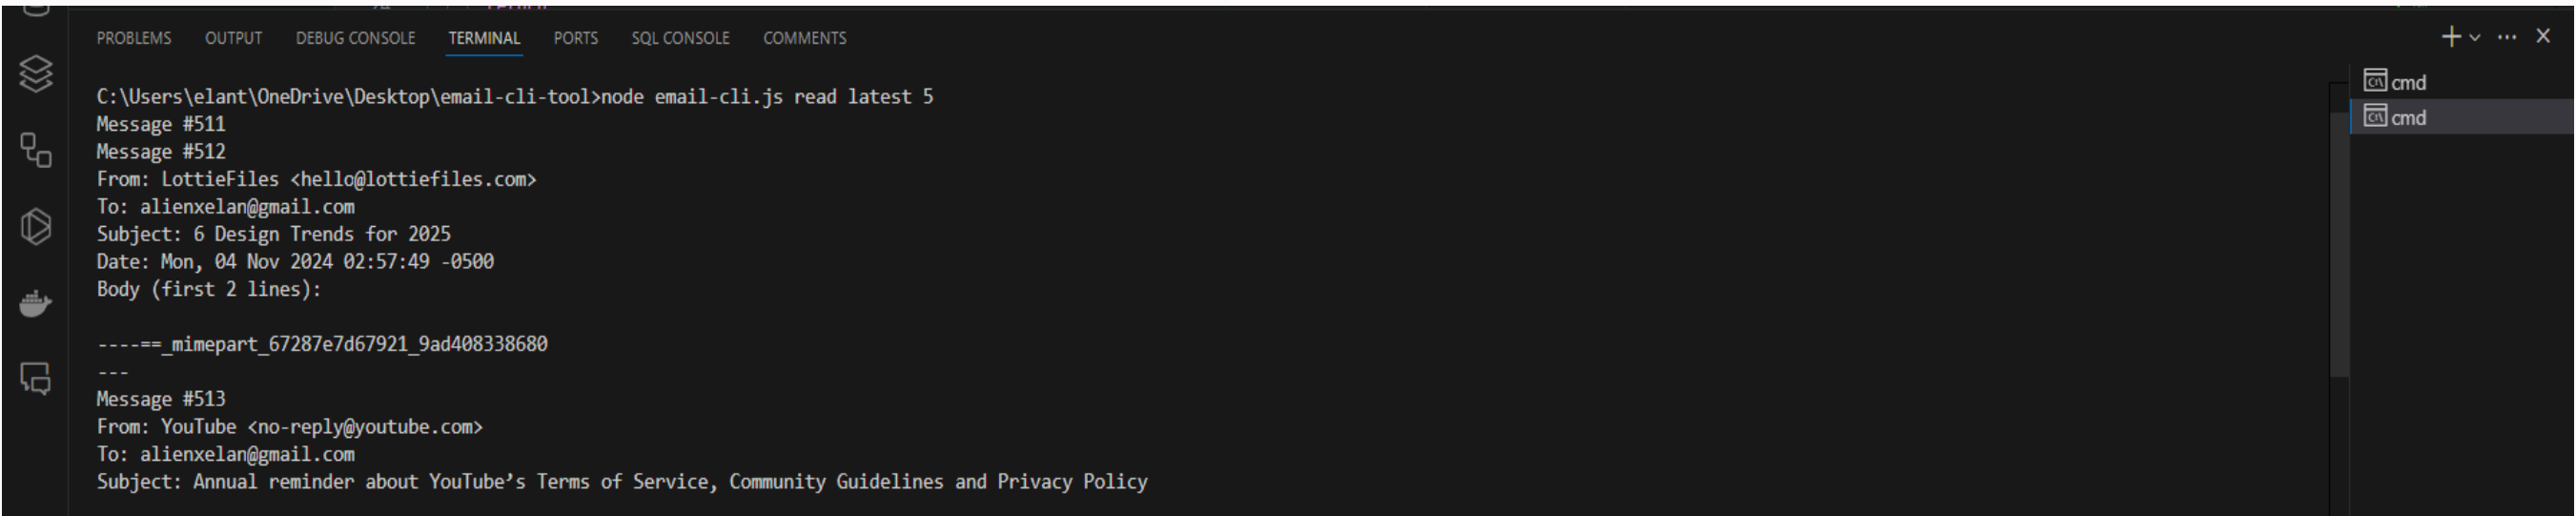 PROBLEMS OUTPUT DEBUG CONSOLE TERMINAL PORTS SQL CONSOLE COMMENTS
cmd
cmd
C:\Users\elant\OneDrive\Desktop\email-cli-tool>node email-cli.js read latest 5
Message #511
Message #512
From: LottieFiles <hello@lottiefiles.com>
To: alienxelan@gmail.com
Subject: 6 Design Trends for 2025
Date: Mon, 04 Nov 2024 02:57:49 -0500
Body (first 2 lines):
----==_mimepart_67287e7d67921_9ad408338680
---
Message #513
From: YouTube <no-reply@youtube.com>
To: alienxelan@gmail.com
Subject: Annual reminder about YouTube’s Terms of Service, Community Guidelines and Privacy Policy